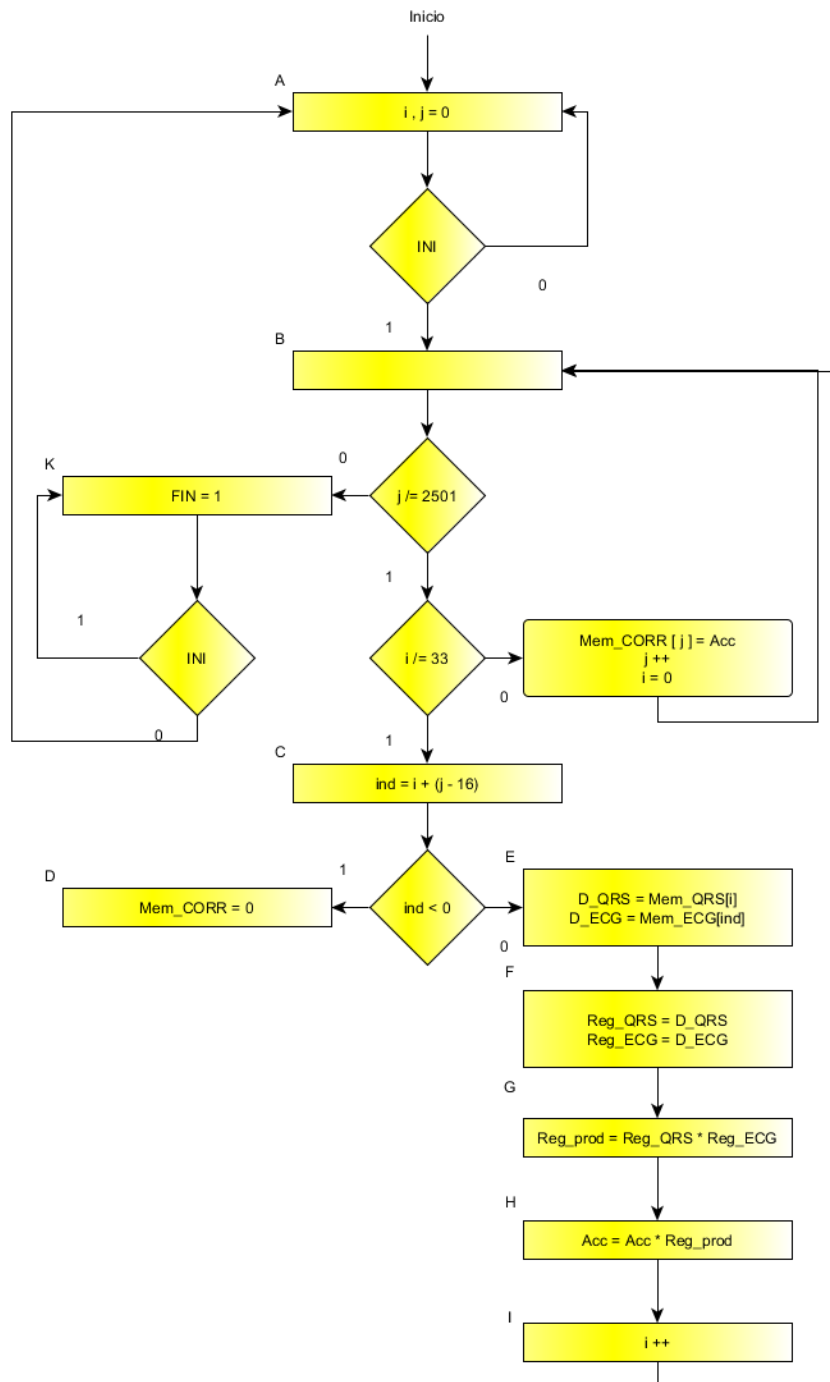 Inicio
A
i , j = 0
INI
0
1
B
K
0
FIN = 1
j /= 2501
1
1
INI
i /= 33
Mem_CORR [ j ] = Acc
j ++
i = 0
0
0
1
C
ind = i + (j - 16)
D
1
E
Mem_CORR = 0
ind < 0
D_QRS = Mem_QRS[i]
D_ECG = Mem_ECG[ind]
0
F
Reg_QRS = D_QRS
Reg_ECG = D_ECG
G
Reg_prod = Reg_QRS * Reg_ECG
H
Acc = Acc * Reg_prod
I
i ++